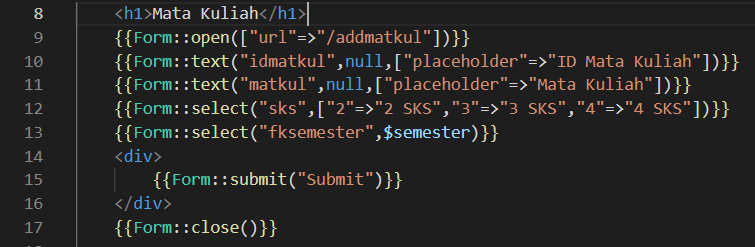 8 <h1>Mata Kuliah</h1>
9 {{Form::open(["url"=>"/addmatkul"])}}
10 {{Form::text("idmatkul",null,["placeholder"=>"ID Mata Kuliah"])}}
11 {{Form::text("matkul",null,["placeholder"=>"Mata Kuliah"])}}
12 {{Form::select("sks",["2"=>"2 SKS","3"=>"3 SKS","4"=>"4 SKS"])}}
13 {{Form::select("fksemester",$semester)}}
14 <div>
15 {{Form::submit("Submit")}}
16 </div>
17 {{Form::close()}}